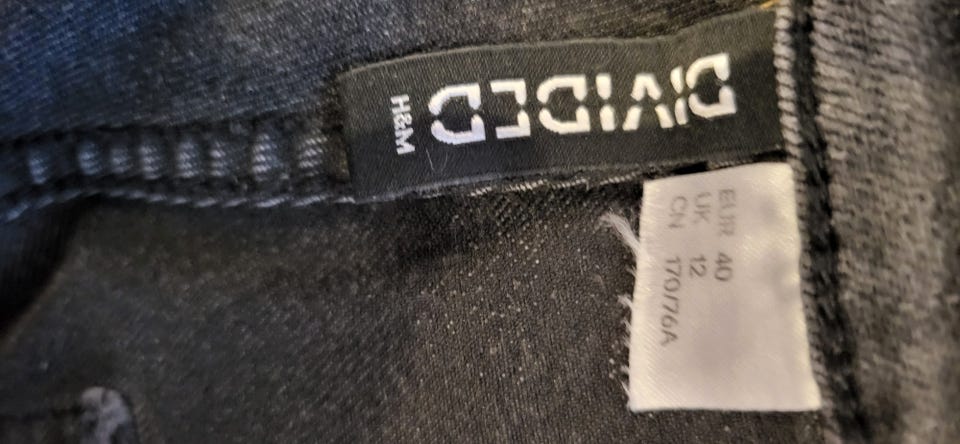 DIVIDED
H&M
EUR 40
UK 12
CN 170/76A